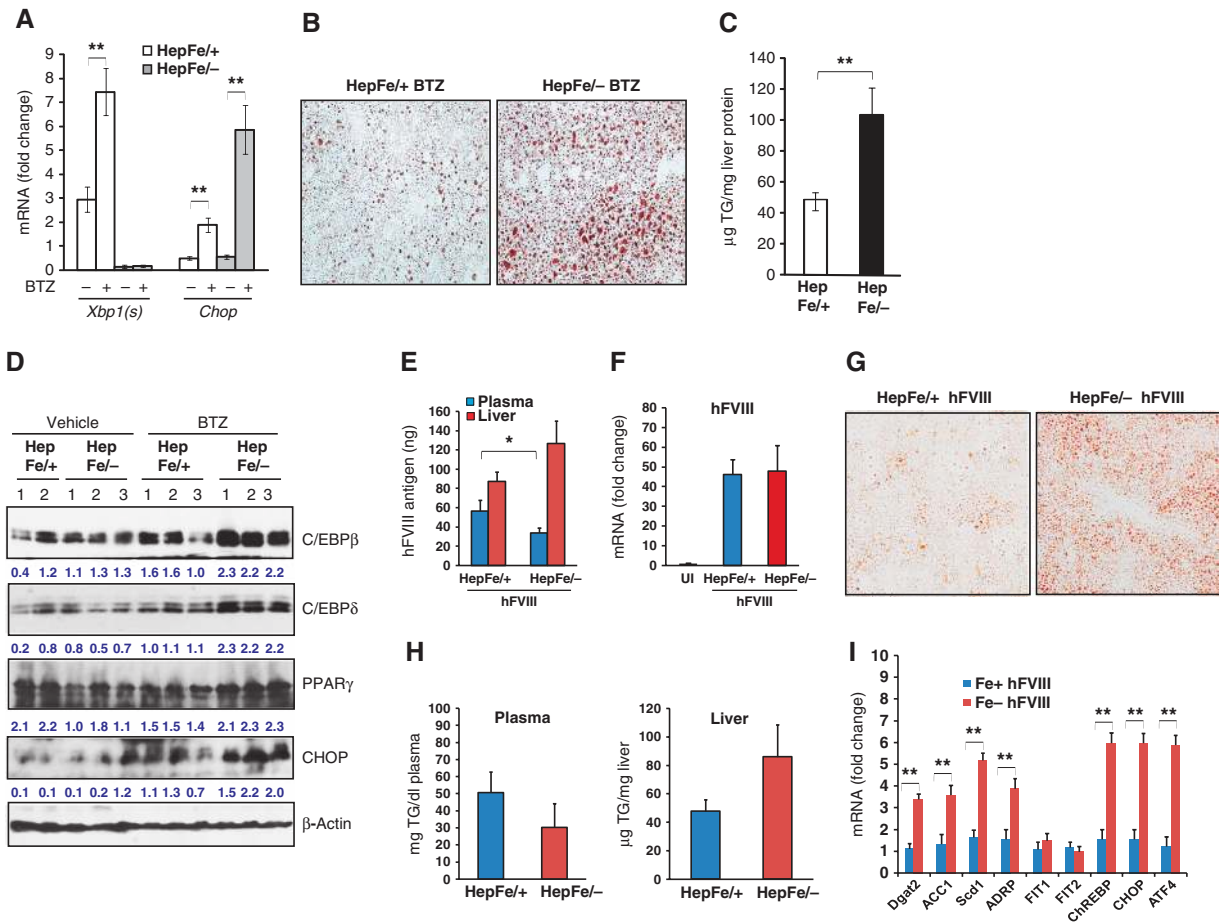 A
mRNA (fold change)
9
8
7
6
5
4
3
2
1
0
HepFe/+
HepFe/–
**
**
**
BTZ – + – + – + – +
Xbp1(s) Chop
B
HepFe/+ BTZ HepFe/– BTZ
C
µg TG/mg liver protein
140
120
100
80
60
40
20
0
**
Hep Hep
Fe/+ Fe/–
D
Vehicle BTZ
Hep Hep Hep Hep
Fe/+ Fe/– Fe/+ Fe/–
1 2 1 2 3 1 2 3 1 2 3
C/EBPβ
0.4 1.2 1.1 1.3 1.3 1.6 1.6 1.0 2.3 2.2 2.2
C/EBPδ
0.2 0.8 0.8 0.5 0.7 1.0 1.1 1.1 2.3 2.2 2.2
PPARγ
2.1 2.2 1.0 1.8 1.1 1.5 1.5 1.4 2.1 2.3 2.3
CHOP
0.1 0.1 0.1 0.2 1.2 1.1 1.3 0.7 1.5 2.2 2.0
β-Actin
E
Plasma
Liver
hFVIII antigen (ng)
160
140
120
100
80
60
40
20
0
*
HepFe/+ HepFe/–
hFVIII
F
hFVIII
mRNA (fold change)
80
70
60
50
40
30
20
10
0
UI HepFe/+ HepFe/–
hFVIII
G
HepFe/+ hFVIII HepFe/– hFVIII
H
Plasma
mg TG/dl plasma
100
90
80
70
60
50
40
30
20
10
0
HepFe/+ HepFe/–
Liver
µg TG/mg liver
120
100
80
60
40
20
0
HepFe/+ HepFe/–
I
mRNA (fold change)
10
9
8
7
6
5
4
3
2
1
0
Fe+ hFVIII
Fe– hFVIII
** ** ** ** ** ** **
Dgat2 ACC1 Scd1 ADRP FIT1 FIT2 ChREBP CHOP ATF4